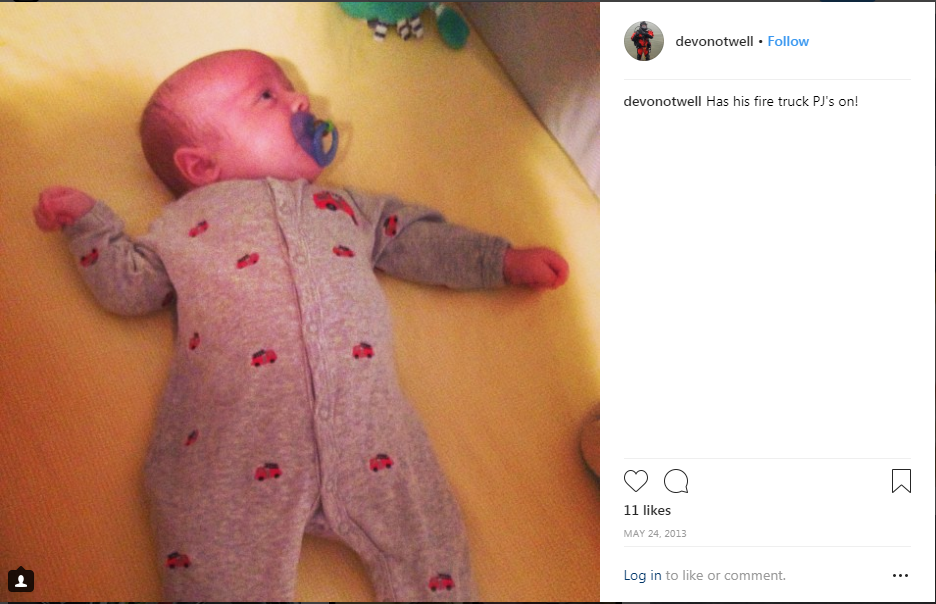 devonotwell • Follow
devonotwell Has his fire truck PJ's on!
11 likes
MAY 24, 2013
Log in to like or comment.